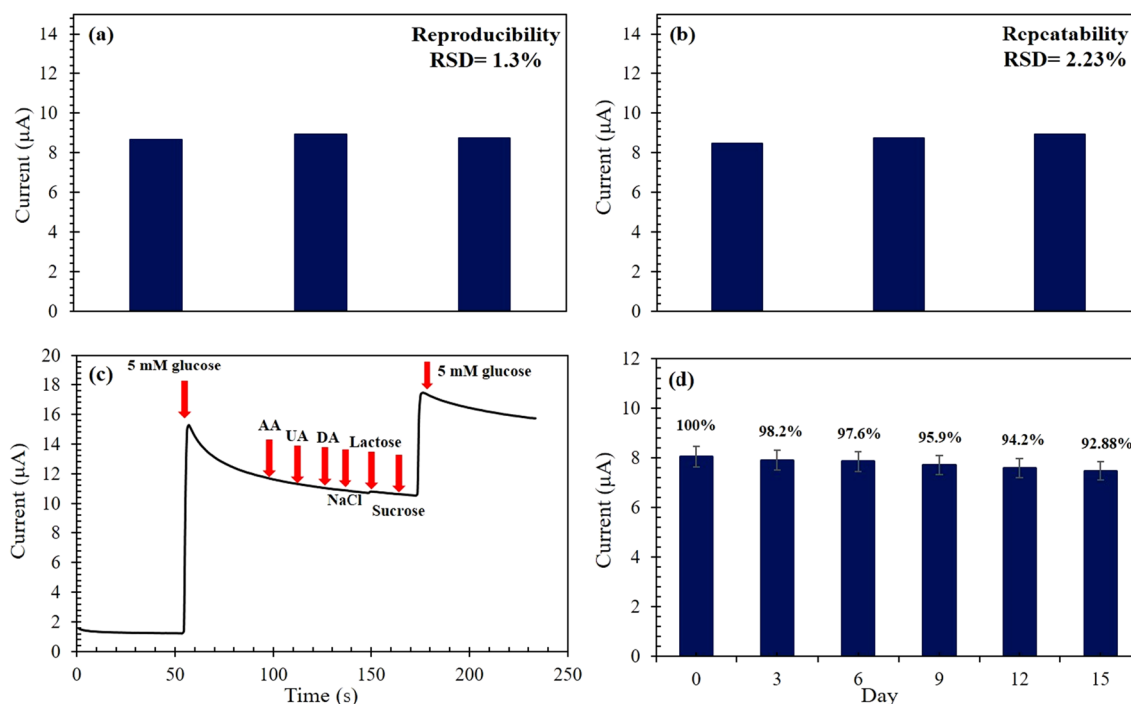 (a)
Reproducibility
RSD= 1.3%
Current (µA)
14
12
10
8
6
4
2
0
(b)
Repeatability
RSD= 2.23%
Current (µA)
14
12
10
8
6
4
2
0
(c)
5 mM glucose
5 mM glucose
AA
UA
DA
Lactose
NaCl
Sucrose
Current (µA)
20
18
16
14
12
10
8
6
4
2
0
0
50
100
150
200
250
Time (s)
(d)
100%
98.2%
97.6%
95.9%
94.2%
92.88%
Current (µA)
12
10
8
6
4
2
0
0
3
6
9
12
15
Day